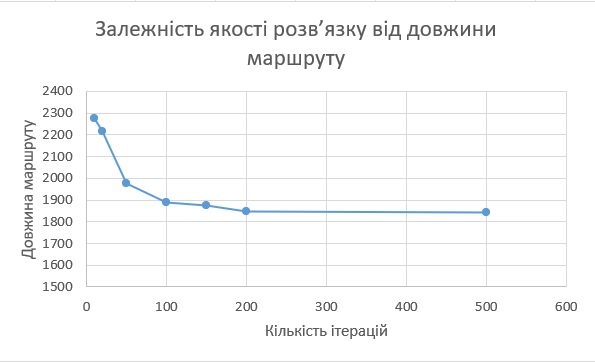 Залежність якості розв’язку від довжини
маршруту
Довжина маршруту
2400
2300
2200
2100
2000
1900
1800
1700
1600
1500
0 100 200 300 400 500 600
Кількість ітерацій